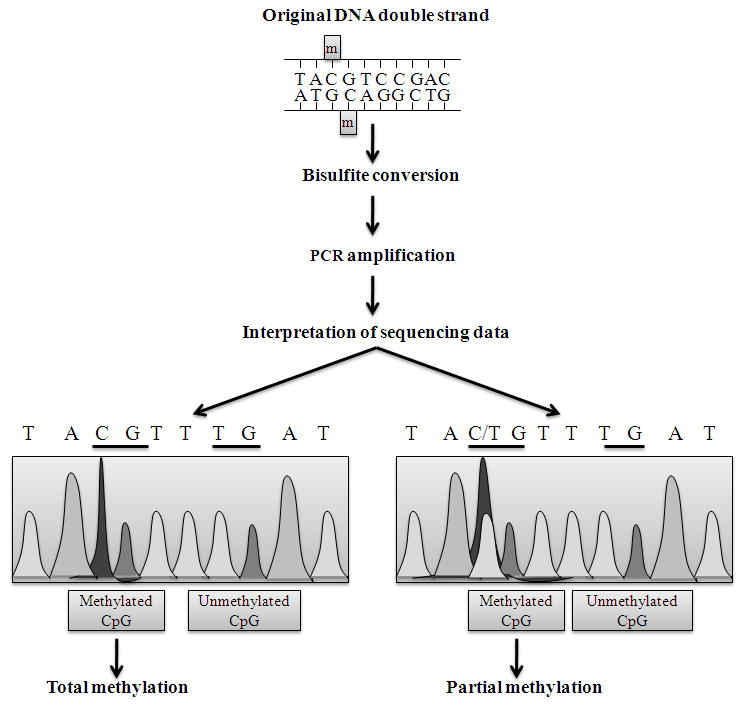 Original DNA double strand
m
T A C G T C C G A C
A T G C A G G C T G
m
Bisulfite conversion
PCR amplification
Interpretation of sequencing data
T A C G T T T G A T
T A C/T G T T T G A T
Methylated CpG
Unmethylated CpG
Methylated CpG
Unmethylated CpG
Total methylation
Partial methylation